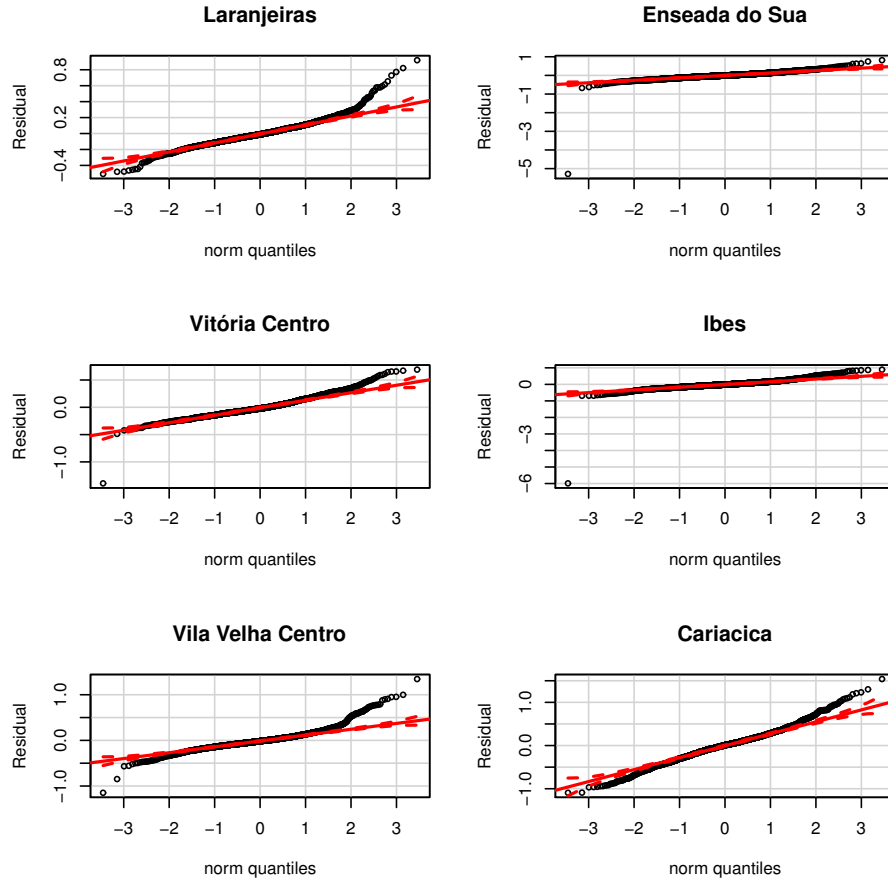 Laranjeiras
Residual
0.8
0.2
−0.4
−3 −2 −1 0 1 2 3
norm quantiles
Enseada do Sua
Residual
1
−1
−3
−5
−3 −2 −1 0 1 2 3
norm quantiles
Vitória Centro
Residual
0.0
−1.0
−3 −2 −1 0 1 2 3
norm quantiles
Ibes
Residual
0
−3
−6
−3 −2 −1 0 1 2 3
norm quantiles
Vila Velha Centro
Residual
1.0
0.0
−1.0
−3 −2 −1 0 1 2 3
norm quantiles
Cariacica
Residual
1.0
0.0
−1.0
−3 −2 −1 0 1 2 3
norm quantiles